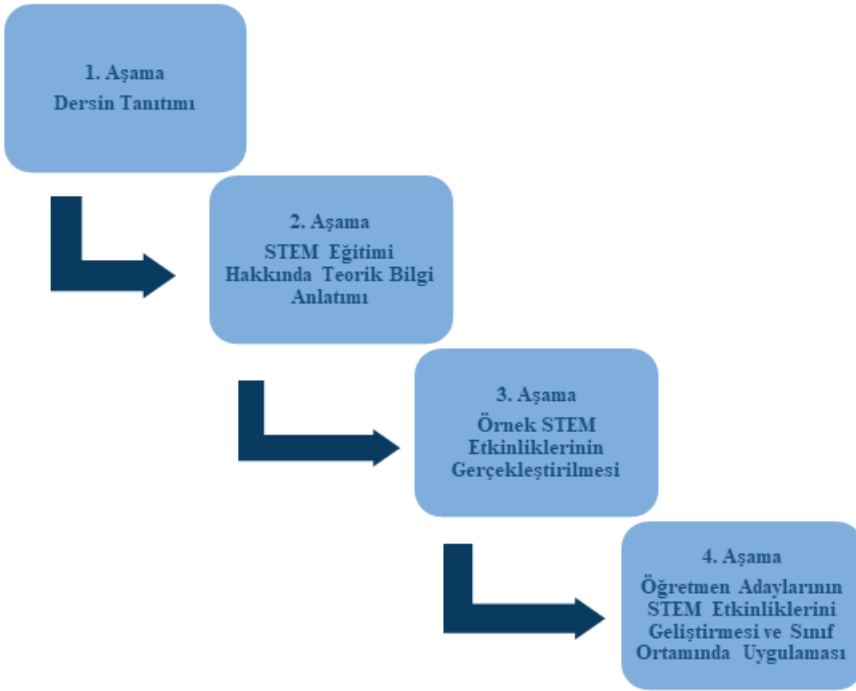 1. Aşama
Dersin Tanıtımı
2. Aşama
STEM Eğitimi
Hakkında Teorik Bilgi
Anlatımı
3. Aşama
Örnek STEM
Etkinliklerinin
Gerçekleştirilmesi
4. Aşama
Öğretmen Adaylarının
STEM Etkinliklerini
Geliştirmesi ve Sınıf
Ortamında Uygulaması